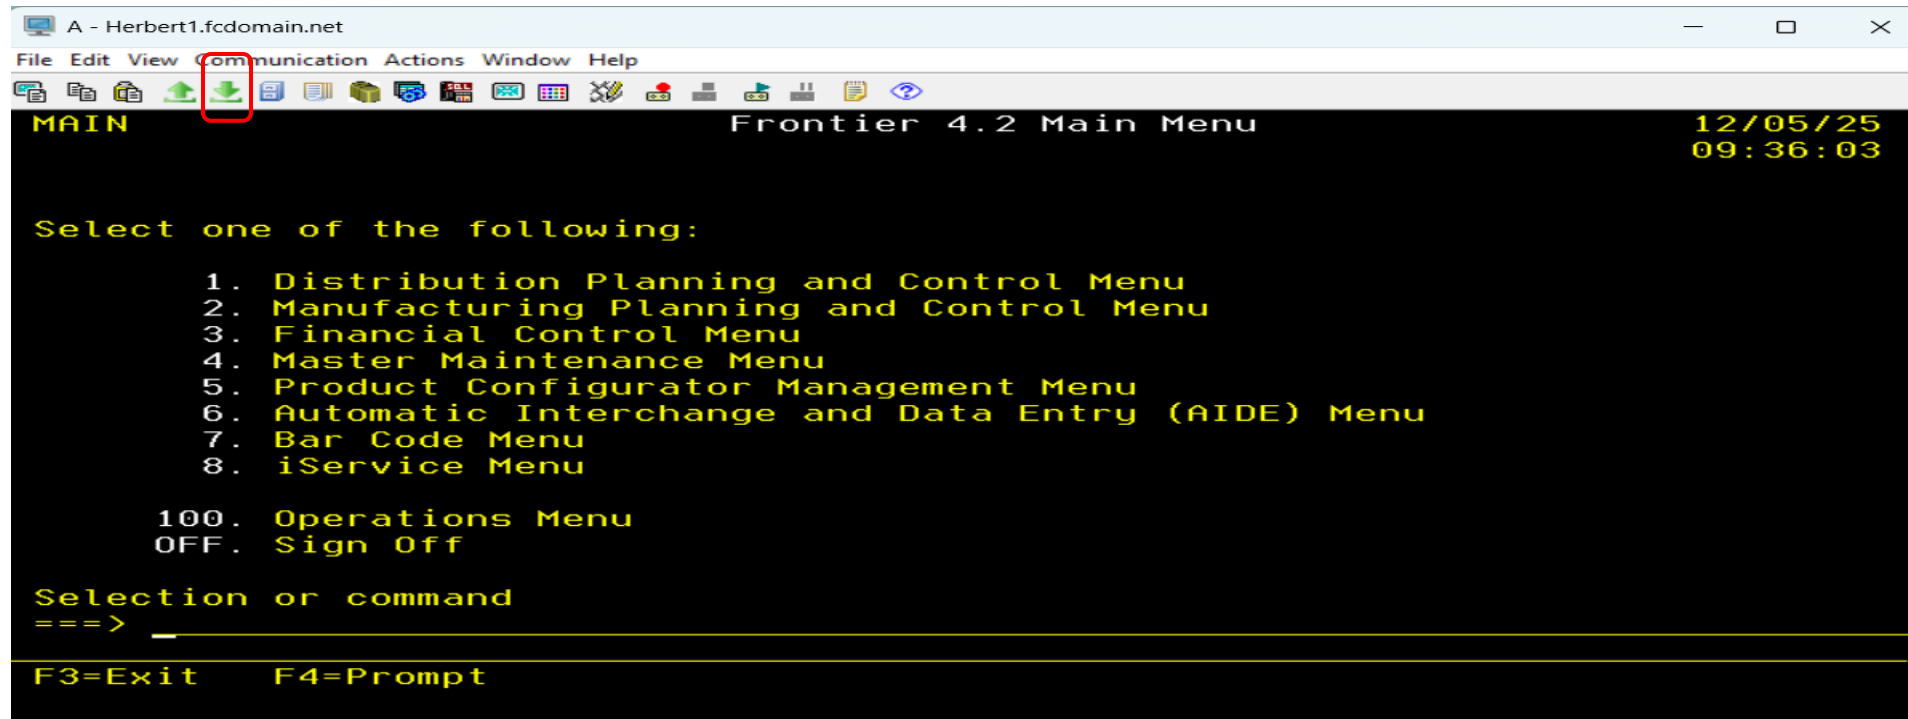 A - Herbert1.fcdomain.net
File Edit View Communication Actions Window Help
MAIN Frontier 4.2 Main Menu 12/05/25
09:36:03
Select one of the following:
1. Distribution Planning and Control Menu
2. Manufacturing Planning and Control Menu
3. Financial Control Menu
4. Master Maintenance Menu
5. Product Configurator Management Menu
6. Automatic Interchange and Data Entry (AIDE) Menu
7. Bar Code Menu
8. iService Menu
100. Operations Menu
OFF. Sign Off
Selection or command
===> _
F3=Exit F4=Prompt